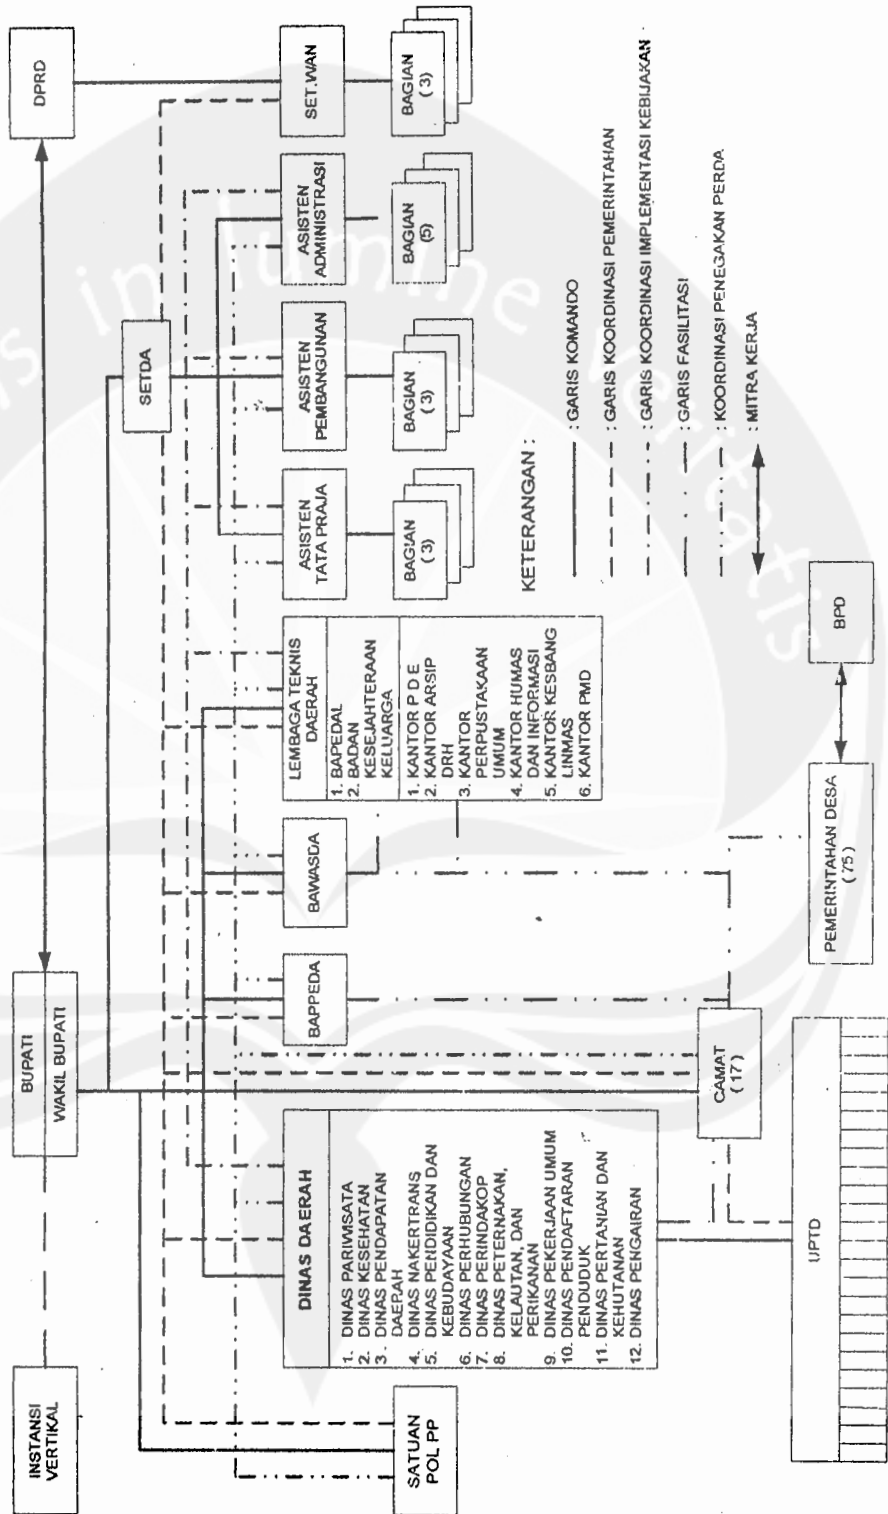 INSTANSI
VERTIKAL
BUPATI
WAKIL BUPATI
DPRD
SETDA
SATUAN
POL PP
DINAS DAERAH
1. DINAS PARIWISATA
2. DINAS KESEHATAN
3. DINAS PENDAPATAN
DAERAH
4. DINAS NAKERTRANS
5. DINAS PENDIDIKAN DAN
KEBUDAYAAN
6. DINAS PERHUBUNGAN
7. DINAS PERINDAKOP
8. DINAS PETERNAKAN,
KELAUTAN, DAN
PERIKANAN
9. DINAS PEKERJAAN UMUM
10. DINAS PENDAFTARAN
PENDUDUK
11. DINAS PERTANIAN DAN
KEHUTANAN
12. DINAS PENGAIRAN
BAPPEDA
BAWASDA
LEMBAGA TEKNIS
DAERAH
1. BAPEDAL
2. BADAN
KESEJAHTERAAN
KELUARGA
1. KANTOR P D E
2. KANTOR ARSIP
DRH
3. KANTOR
PERPUSTAKAAN
UMUM
4. KANTOR HUMAS
DAN INFORMASI
5. KANTOR KESBANG
LINMAS
6. KANTOR PMD
ASISTEN
TATA PRAJA
ASISTEN
PEMBANGUNAN
ASISTEN
ADMINISTRASI
SET.WAN
BAGIAN
( 3 )
BAGIAN
( 3 )
BAGIAN
(5)
BAGIAN
( 3 )
KETERANGAN :
: GARIS KOMANDO
: GARIS KOORDINASI PEMERINTAHAN
: GARIS KOORDINASI IMPLEMENTASI KEBIJAKAN
: GARIS FASILITASI
: KOORDINASI PENEGAKAN PERDA
: MITRA KERJA
CAMAT
( 17 )
UPTD
PEMERINTAHAN DESA
( 75 )
BPD
s in lumine veritatis